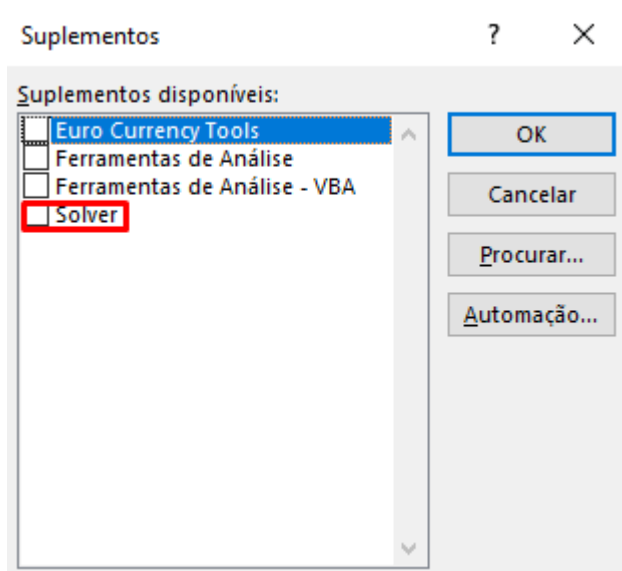 Suplementos ? ×
Suplementos disponíveis:
Euro Currency Tools
Ferramentas de Análise
Ferramentas de Análise - VBA
Solver
OK
Cancelar
Procurar...
Automação...